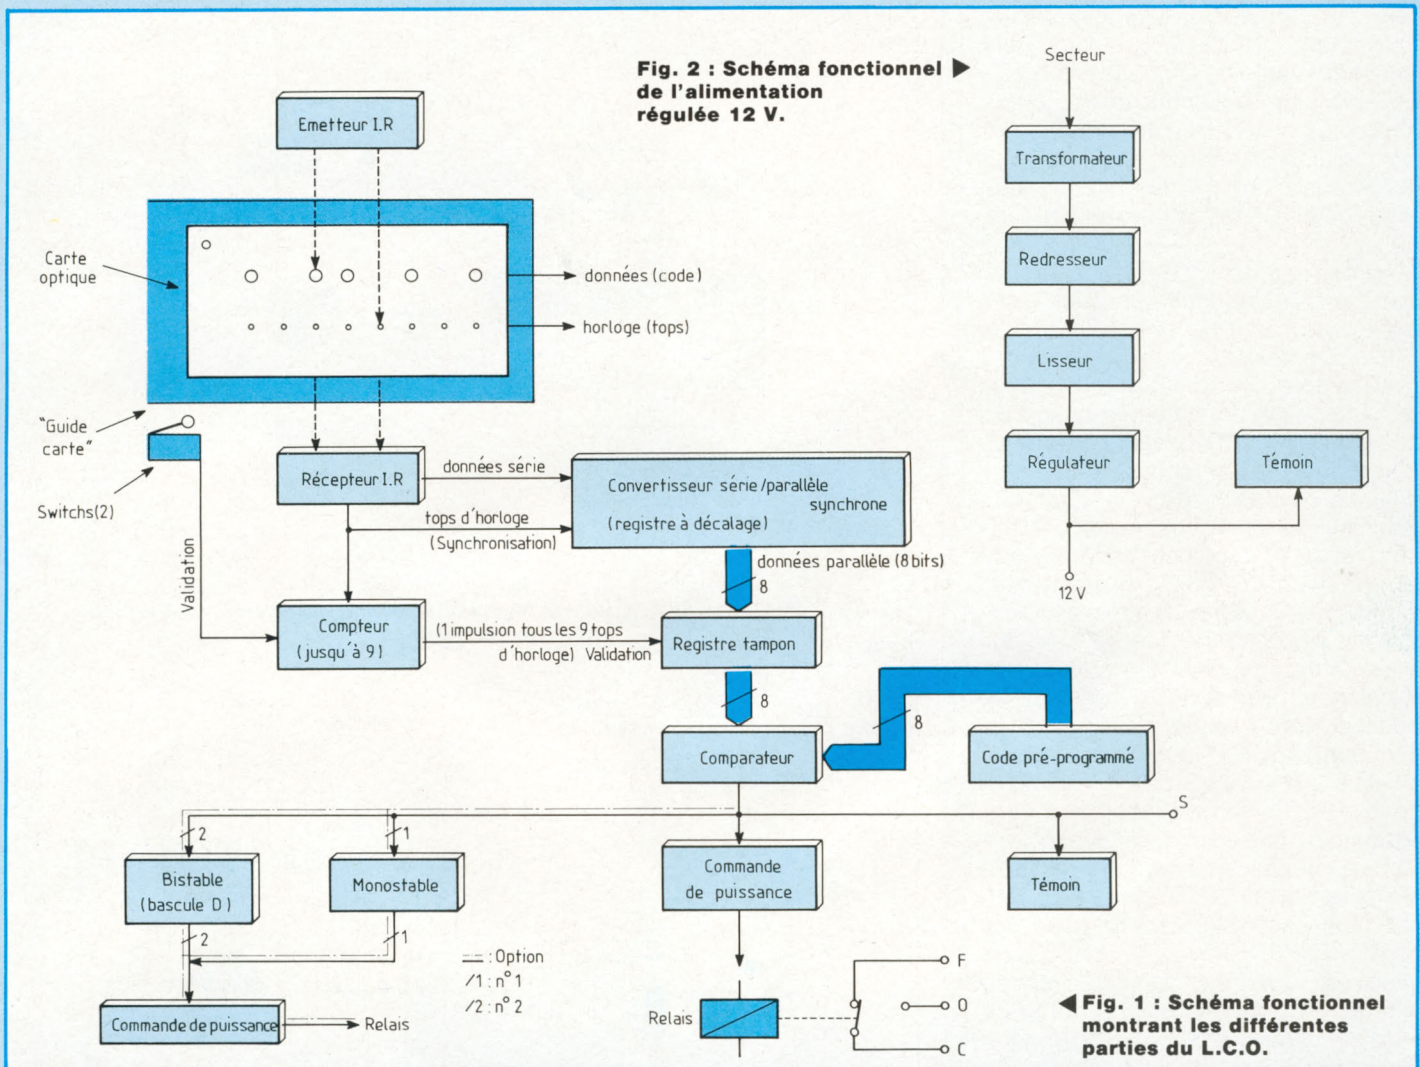 Fig. 2 : Schéma fonctionnel ▶
de l'alimentation
régulée 12 V.
Secteur
Transformateur
Redresseur
Lisseur
Régulateur
Témoin
12 V
Emetteur I.R
Carte
optique
données (code)
horloge (tops)
"Guide
carte"
Switchs(2)
Validation
Récepteur I.R
données série
tops d'horloge
(Synchronisation)
Convertisseur série/parallèle
synchrone
(registre à décalage)
données parallèle (8 bits)
8
Compteur
(jusqu'à 9)
(1 impulsion tous les 9 tops
d'horloge) Validation
Registre tampon
8
Comparateur
8
Code pré-programmé
S
2
1
Bistable
(bascule D)
Monostable
Commande
de puissance
Témoin
2
1
: Option
/1 : n° 1
/2 : n° 2
Commande de puissance
Relais
Relais
F
O
C
◀ Fig. 1 : Schéma fonctionnel
montrant les différentes
parties du L.C.O.